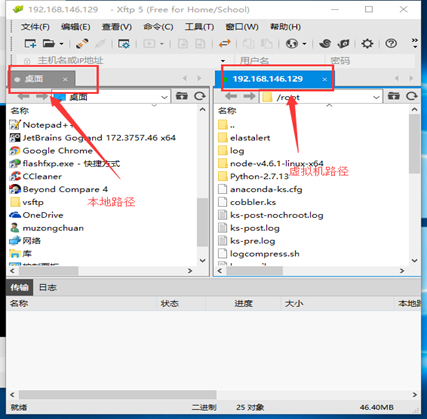 192.168.146.129 - Xftp 5 (Free for Home/School)
文件(F) 编辑(E) 查看(V) 命令(C) 工具(T) 窗口(W) 帮助(H)
主机名或IP地址 用户名 密码
桌面
桌面
名称
Notepad++
JetBrains Gogland 173.3757.46 x64
Google Chrome
flashfxp.exe - 快捷方式
CCleaner
Beyond Compare 4
vsftp
OneDrive
muzongchuan
网络
库
控制面板
本地路径
192.168.146.129
/root
名称
..
elastalert
log
node-v4.6.1-linux-x64
Python-2.7.13
anaconda-ks.cfg
cobbler.ks
ks-post-nochroot.log
ks-post.log
ks-pre.log
logcompress.sh
虚拟机路径
传输 日志
名称 状态 进度 大小 本地路
就绪 二进制 25 对象 46.40MB